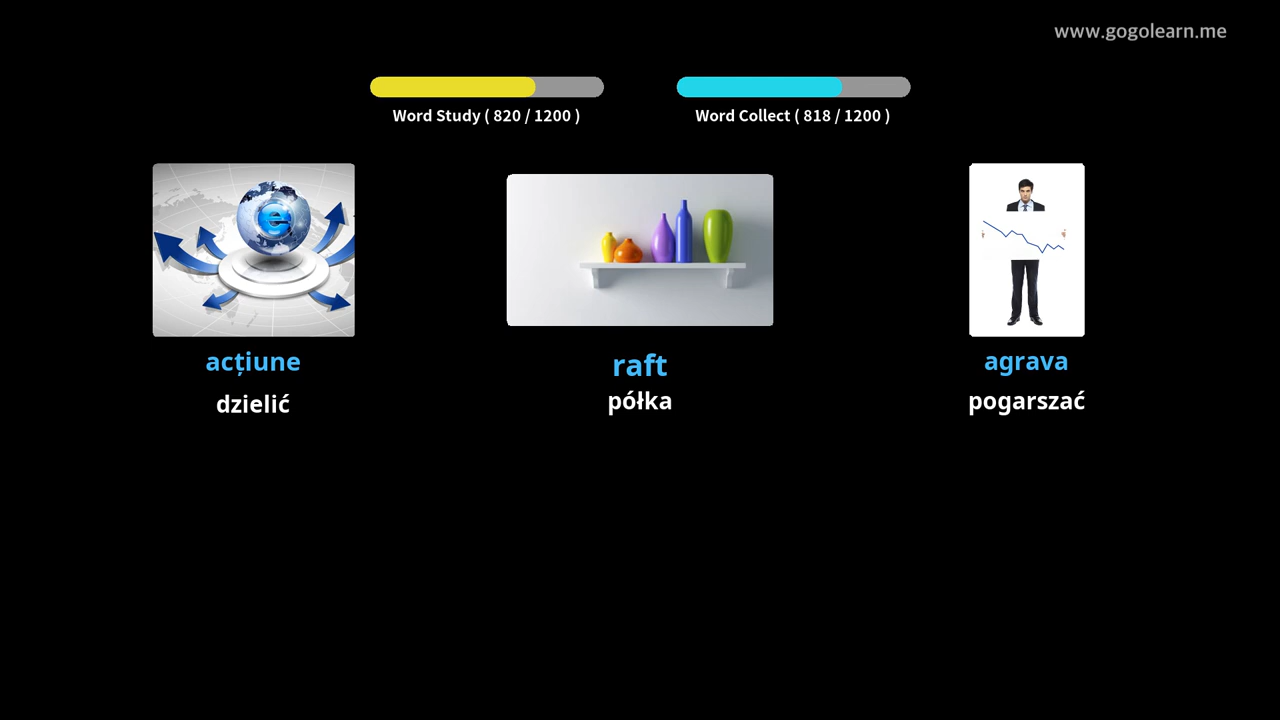 www.gogolearn.me
Word Study ( 820 / 1200 )
Word Collect ( 818 / 1200 )
e
acțiune
raft
agrava
dzielić
półka
pogarszać